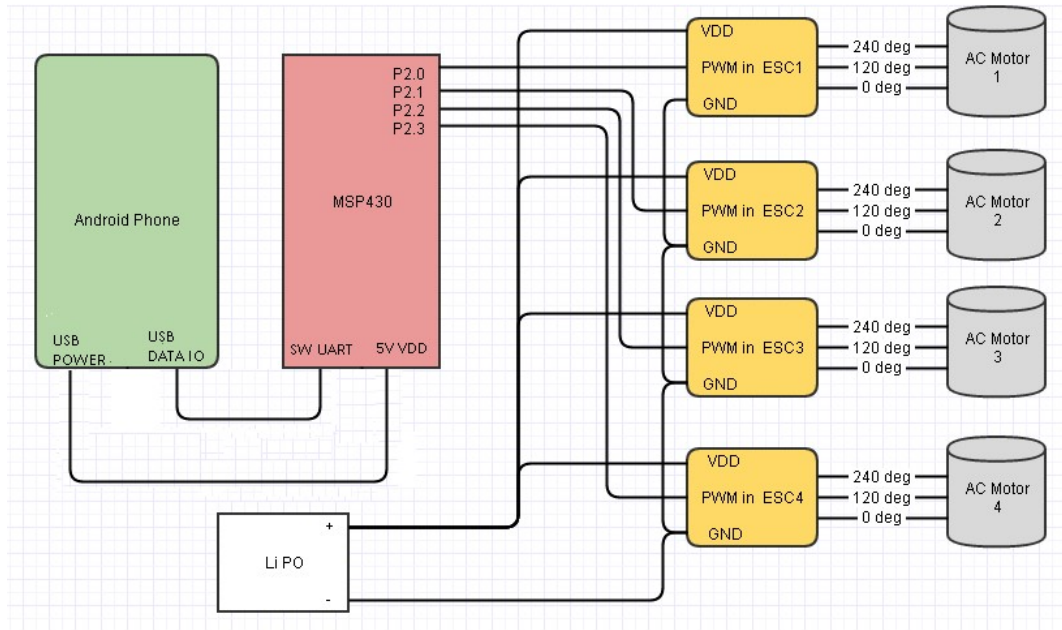 Android Phone
USB
POWER
USB
DATA IO
MSP430
P2.0
P2.1
P2.2
P2.3
SW UART
5V VDD
Li PO
+
-
VDD
PWM in ESC1
GND
240 deg
120 deg
0 deg
AC Motor
1
VDD
PWM in ESC2
GND
240 deg
120 deg
0 deg
AC Motor
2
VDD
PWM in ESC3
GND
240 deg
120 deg
0 deg
AC Motor
3
VDD
PWM in ESC4
GND
240 deg
120 deg
0 deg
AC Motor
4